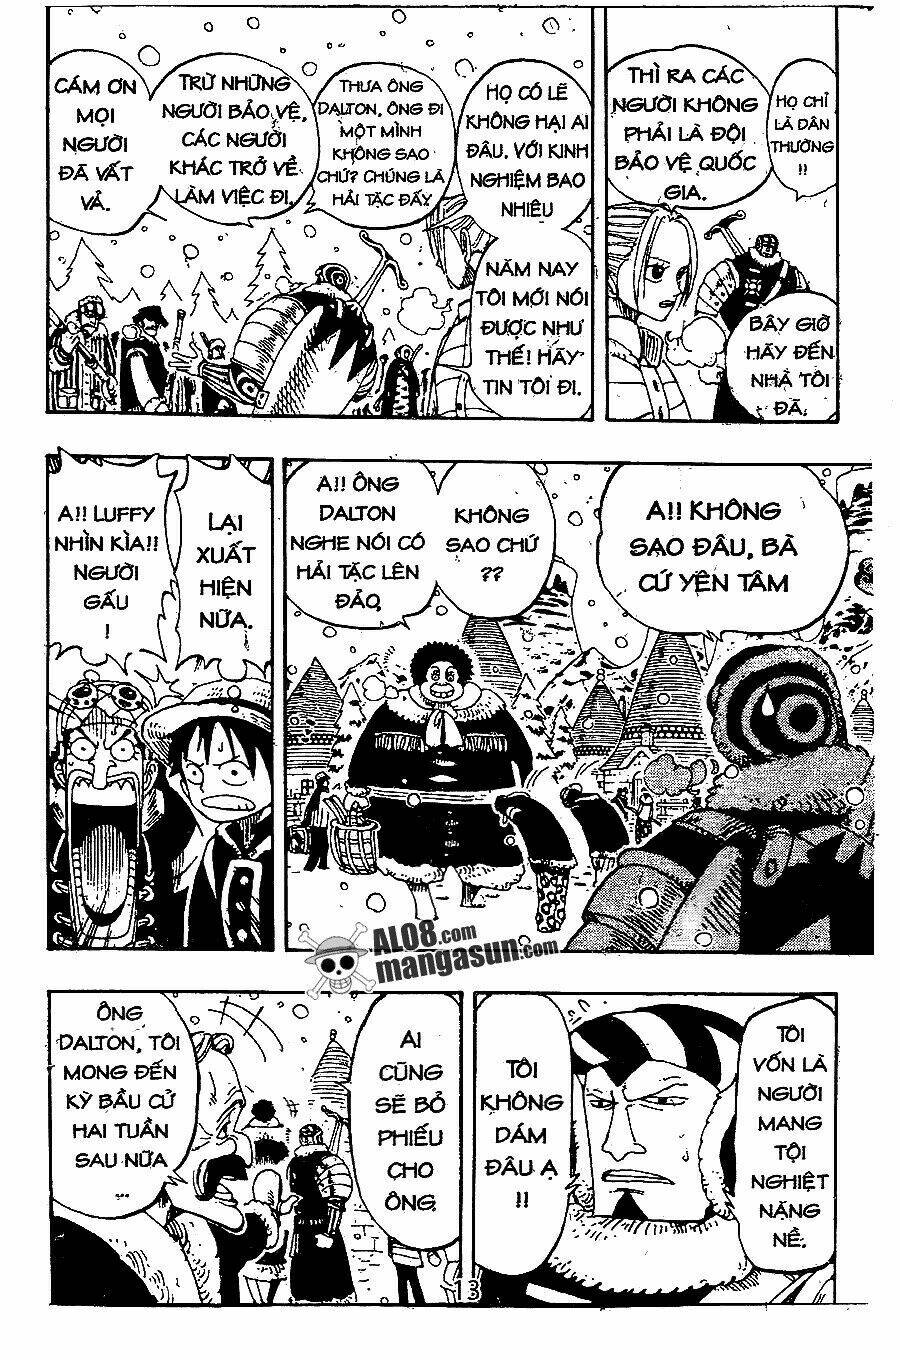 CÁM ƠN
MỌI
NGƯỜI
ĐÃ VẤT
VẢ.
TRỪ NHỮNG
NGƯỜI BẢO VỆ,
CÁC NGƯỜI
KHÁC TRỞ VỀ
LÀM VIỆC ĐI.
THƯA ÔNG
DALTON, ÔNG ĐI
MỘT MÌNH
KHÔNG SAO
CHỨ? CHÚNG LÀ
HẢI TẶC ĐẤY
HỌ CÓ LẼ
KHÔNG HẠI AI
ĐÂU. VỚI KINH
NGHIỆM BAO
NHIÊU
NĂM NAY
TÔI MỚI NÓI
ĐƯỢC NHƯ
THẾ! HÃY
TIN TÔI ĐI.
THÌ RA CÁC
NGƯỜI KHÔNG
PHẢI LÀ ĐỘI
BẢO VỆ QUỐC
GIA.
HỌ CHỈ
LÀ DÂN
THƯỜNG
!!
BÂY GIỜ
HÃY ĐẾN
NHÀ TÔI
ĐÃ.
A!! LUFFY
NHÌN KÌA!!
NGƯỜI
GẤU
!
LẠI
XUẤT
HIỆN
NỮA.
A!! ÔNG
DALTON
NGHE NÓI CÓ
HẢI TẶC LÊN
ĐẢO.
KHÔNG
SAO CHỨ
??
A!! KHÔNG
SAO ĐÂU, BÀ
CỨ YÊN TÂM
ALO8.com
mangasun.com
ÔNG
DALTON, TÔI
MONG ĐẾN
KỲ BẦU CỬ
HAI TUẦN
SAU NỮA
...
AI
CŨNG
SẼ BỎ
PHIẾU
CHO
ÔNG.
TÔI
KHÔNG
DÁM
ĐÂU Ạ
!!
TÔI
VỐN LÀ
NGƯỜI
MANG
TỘI
NGHIỆT
NẶNG
NỀ.
13